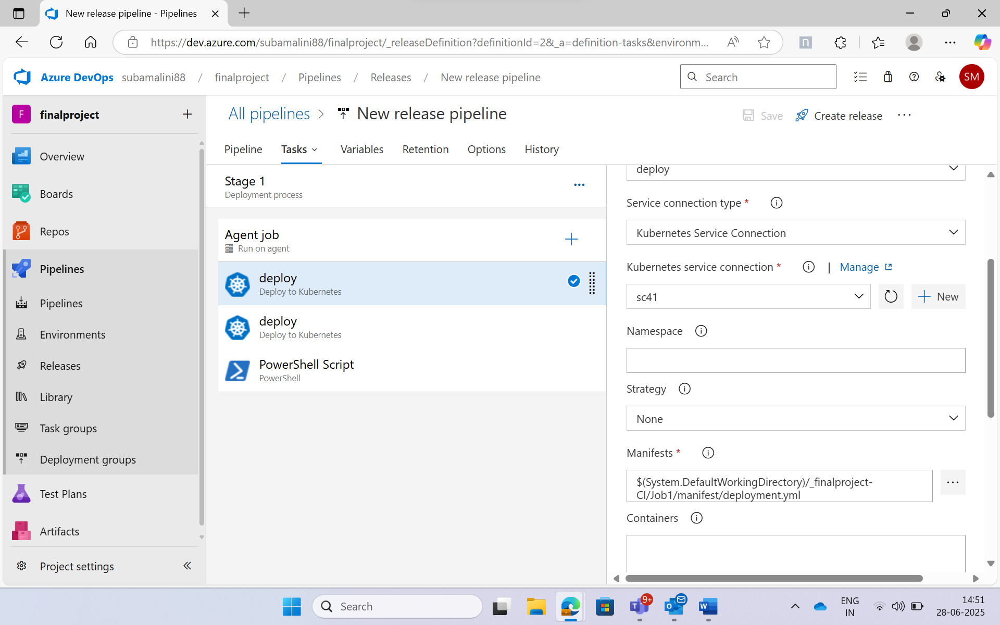 New release pipeline - Pipelines
https://dev.azure.com/subamalini88/finalproject/_releaseDefinition?definitionId=2&_a=definition-tasks&environm...
n
Azure DevOps subamalini88 / finalproject / Pipelines / Releases / New release pipeline
Search
SM
F finalproject
Overview
Boards
Repos
Pipelines
Pipelines
Environments
Releases
Library
Task groups
Deployment groups
Test Plans
Artifacts
Project settings
All pipelines > New release pipeline
Save
Create release
Pipeline
Tasks
Variables
Retention
Options
History
Stage 1
Deployment process
Agent job
Run on agent
deploy
Deploy to Kubernetes
deploy
Deploy to Kubernetes
PowerShell Script
PowerShell
deploy
Service connection type *
Kubernetes Service Connection
Kubernetes service connection * | Manage
sc41
New
Namespace
Strategy
None
Manifests *
$(System.DefaultWorkingDirectory)/_finalproject-
CI/Job1/manifest/deployment.yml
Containers
Search
9+
ENG
IN
14:51
28-06-2025